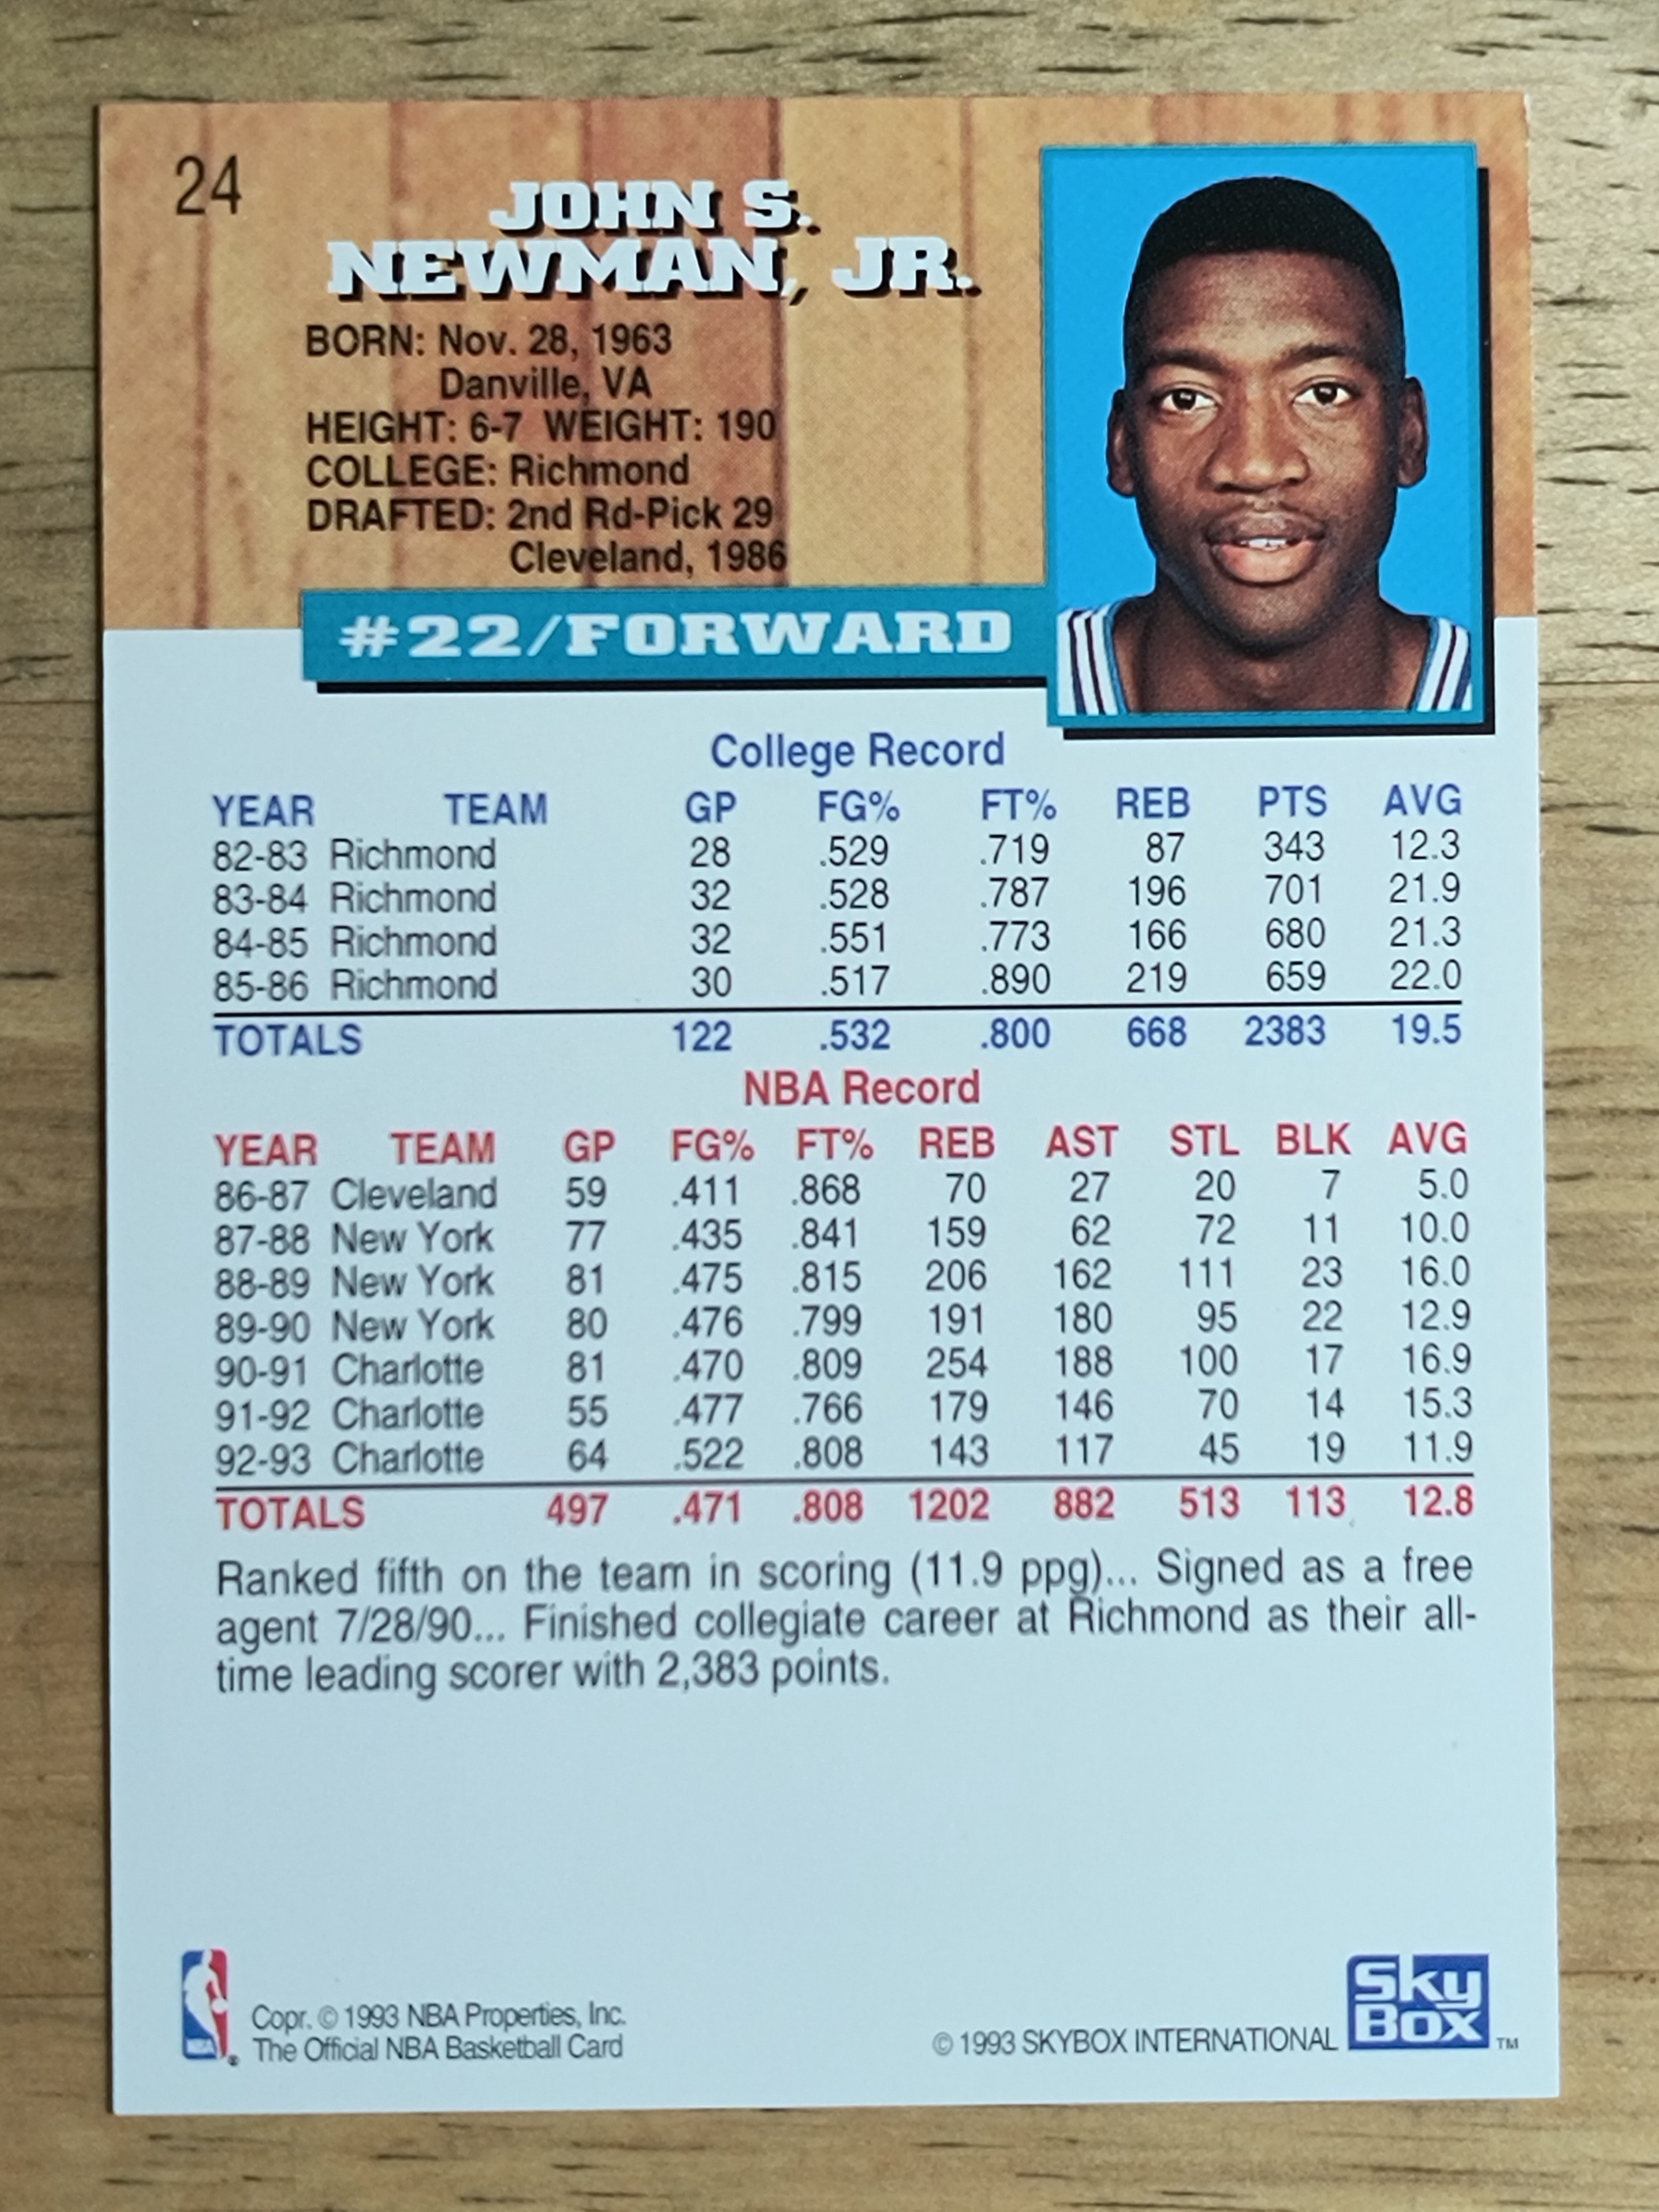 24
JOHN S.
NEWMAN, JR.
BORN: Nov. 28, 1963
Danville, VA
HEIGHT: 6-7 WEIGHT: 190
COLLEGE: Richmond
DRAFTED: 2nd Rd-Pick 29
Cleveland, 1986
#22/FORWARD
College Record
YEAR TEAM GP FG% FT% REB PTS AVG
82-83 Richmond 28 .529 .719 87 343 12.3
83-84 Richmond 32 .528 .787 196 701 21.9
84-85 Richmond 32 .551 .773 166 680 21.3
85-86 Richmond 30 .517 .890 219 659 22.0
TOTALS 122 .532 .800 668 2383 19.5
NBA Record
YEAR TEAM GP FG% FT% REB AST STL BLK AVG
86-87 Cleveland 59 .411 .868 70 27 20 7 5.0
87-88 New York 77 .435 .841 159 62 72 11 10.0
88-89 New York 81 .475 .815 206 162 111 23 16.0
89-90 New York 80 .476 .799 191 180 95 22 12.9
90-91 Charlotte 81 .470 .809 254 188 100 17 16.9
91-92 Charlotte 55 .477 .766 179 146 70 14 15.3
92-93 Charlotte 64 .522 .808 143 117 45 19 11.9
TOTALS 497 .471 .808 1202 882 513 113 12.8
Ranked fifth on the team in scoring (11.9 ppg)... Signed as a free
agent 7/28/90... Finished collegiate career at Richmond as their all-
time leading scorer with 2,383 points.
NBA ®
Copr. © 1993 NBA Properties, Inc.
The Official NBA Basketball Card
© 1993 SKYBOX INTERNATIONAL
Sky
Box ™